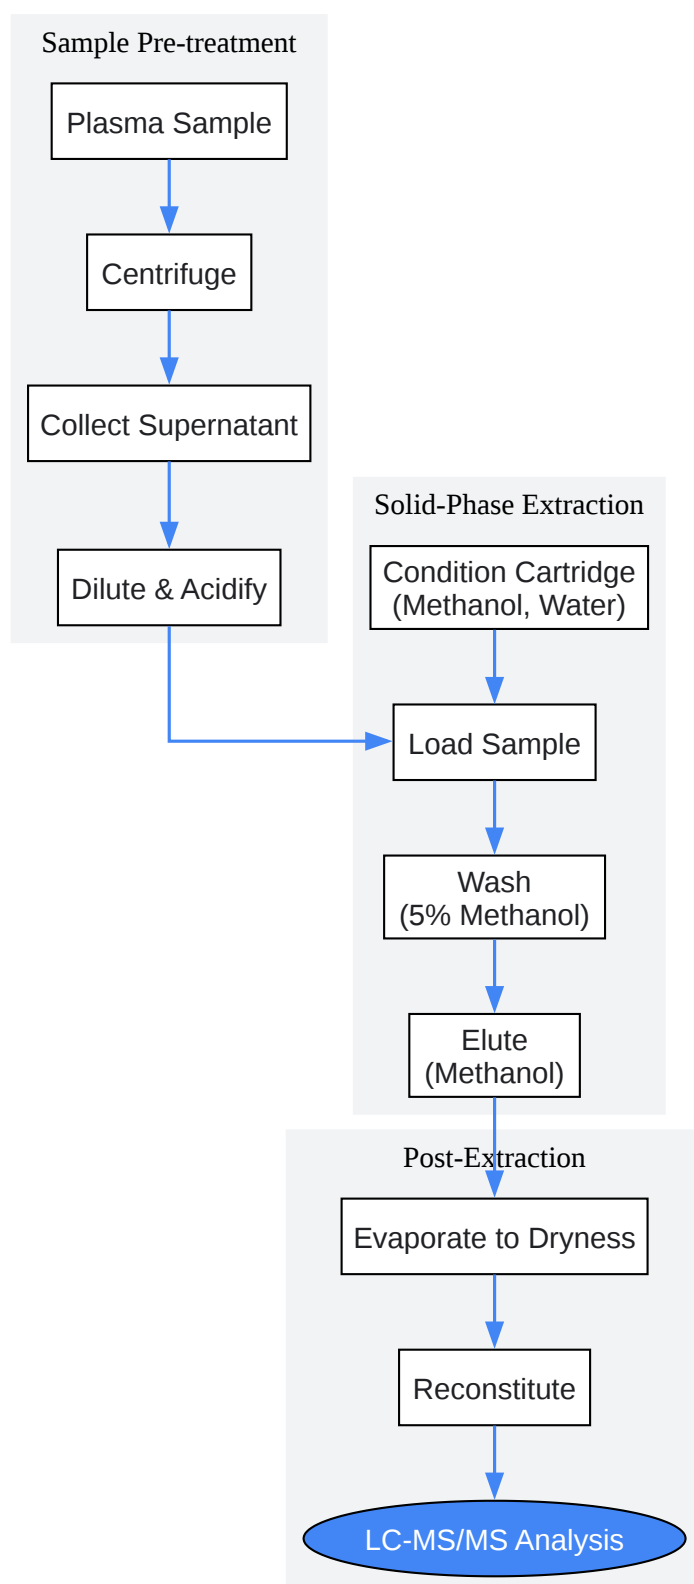 Sample Pre-treatment
Plasma Sample
Centrifuge
Collect Supernatant
Dilute & Acidify
Solid-Phase Extraction
Condition Cartridge
(Methanol, Water)
Load Sample
Wash
(5% Methanol)
Elute
(Methanol)
Post-Extraction
Evaporate to Dryness
Reconstitute
LC-MS/MS Analysis